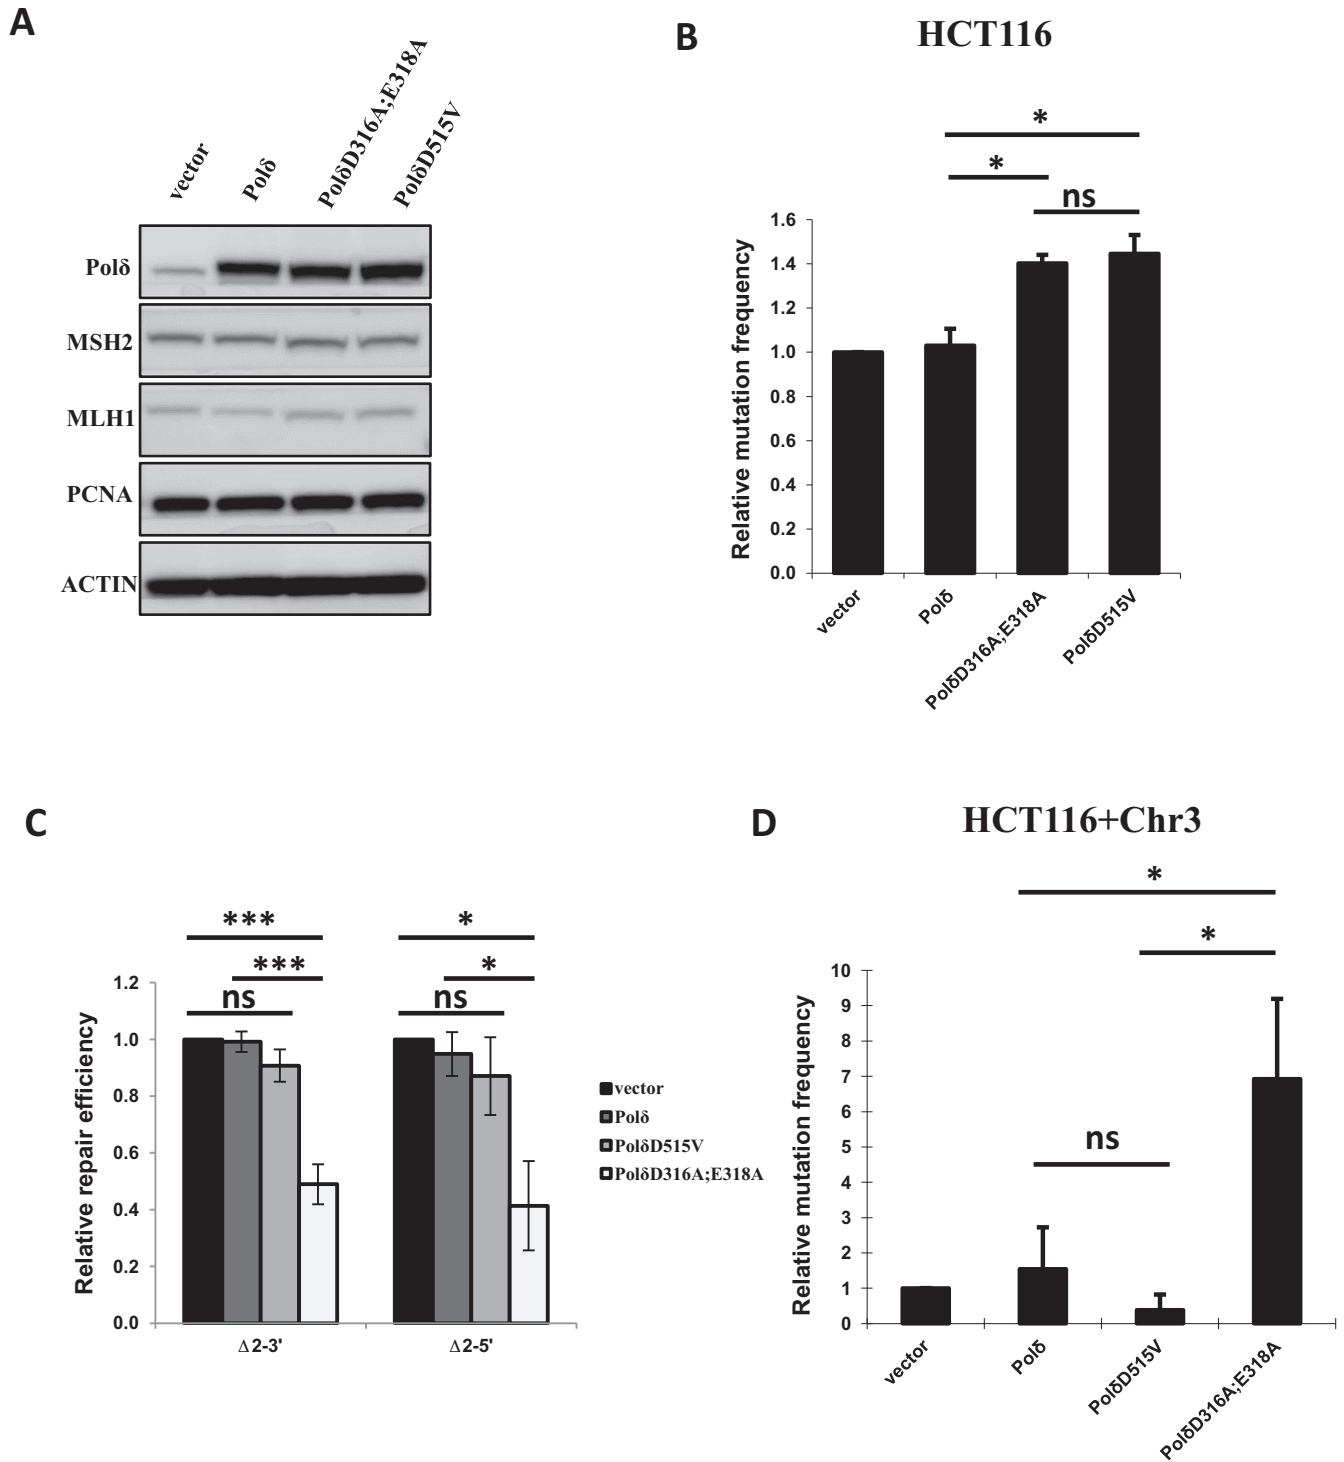 A
vector
Polδ
PolδD316A;E318A
PolδD515V
Polδ
MSH2
MLH1
PCNA
ACTIN
B
HCT116
*
*
ns
Relative mutation frequency
1.6
1.4
1.2
1.0
0.8
0.6
0.4
0.2
0.0
vector
Polδ
PolδD316A;E318A
PolδD515V
C
***
***
ns
*
*
ns
Relative repair efficiency
1.2
1.0
0.8
0.6
0.4
0.2
0.0
Δ2-3'
Δ2-5'
vector
Polδ
PolδD515V
PolδD316A;E318A
D
HCT116+Chr3
*
*
ns
Relative mutation frequency
10
9
8
7
6
5
4
3
2
1
0
vector
Polδ
PolδD515V
PolδD316A;E318A